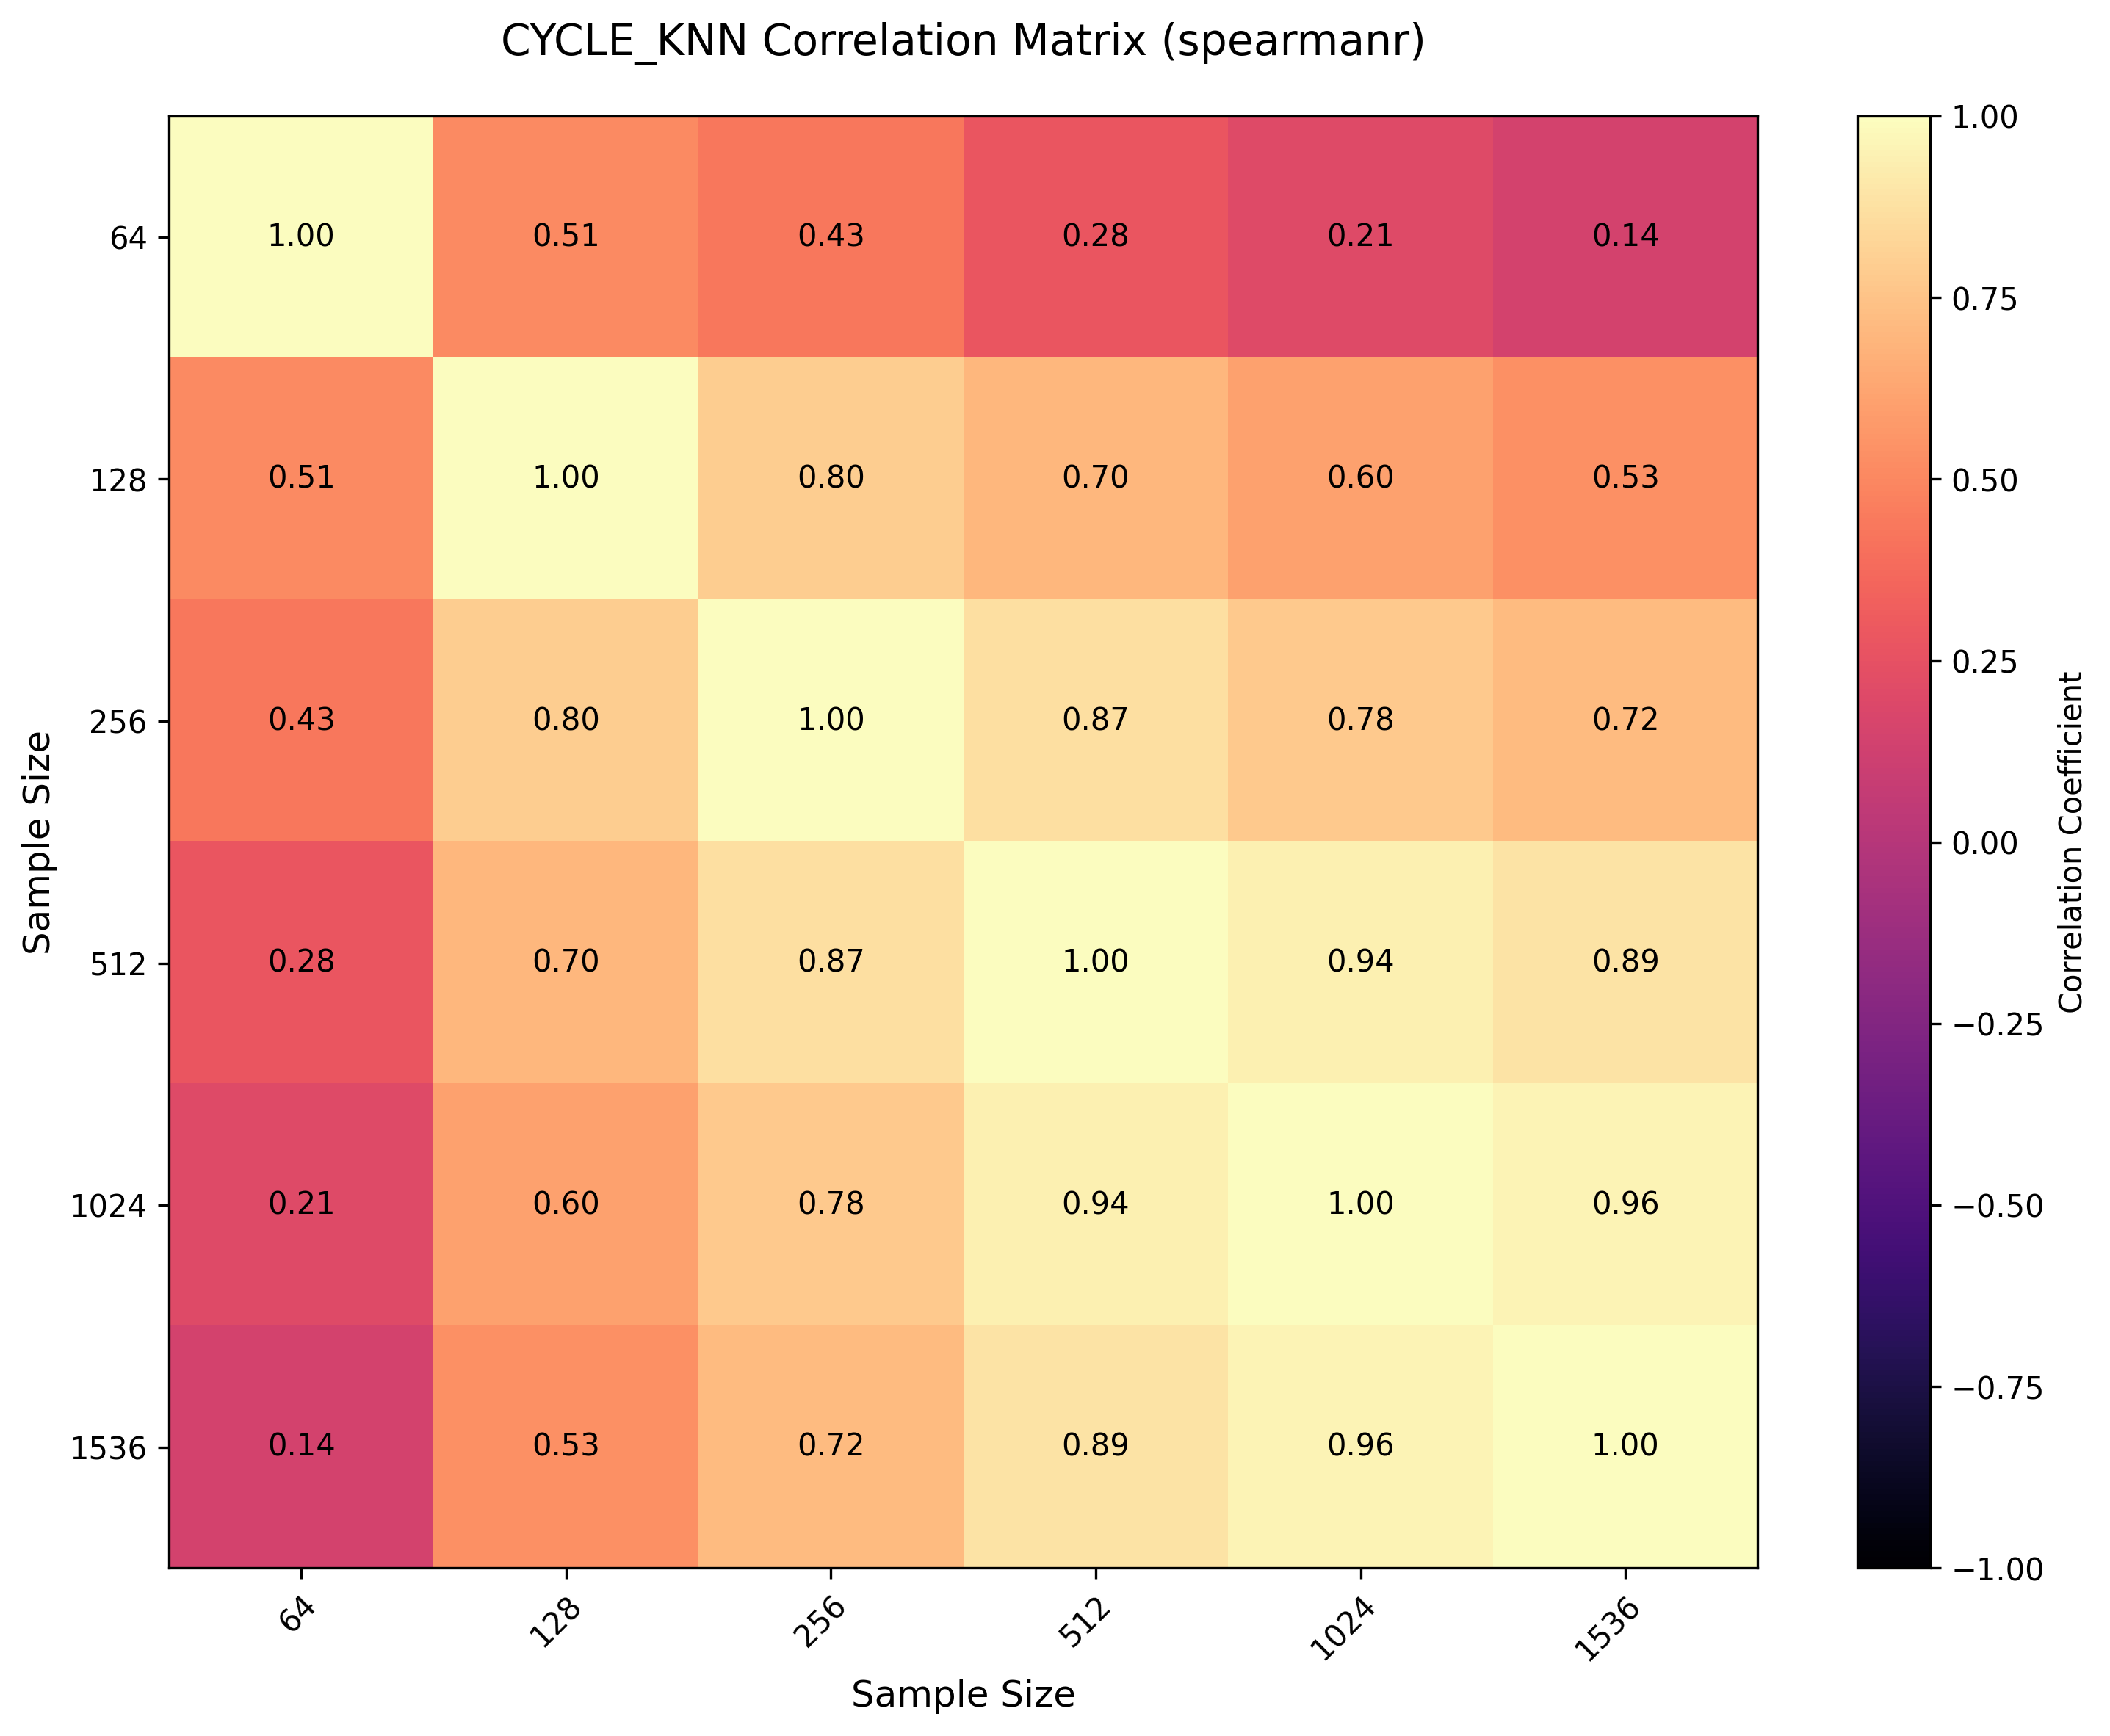 CYCLE_KNN Correlation Matrix (spearmanr)
64 1.00 0.51 0.43 0.28 0.21 0.14
128 0.51 1.00 0.80 0.70 0.60 0.53
256 0.43 0.80 1.00 0.87 0.78 0.72
512 0.28 0.70 0.87 1.00 0.94 0.89
1024 0.21 0.60 0.78 0.94 1.00 0.96
1536 0.14 0.53 0.72 0.89 0.96 1.00
64 128 256 512 1024 1536
Sample Size
Sample Size
1.00
0.75
0.50
0.25
0.00
−0.25
−0.50
−0.75
−1.00
Correlation Coefficient